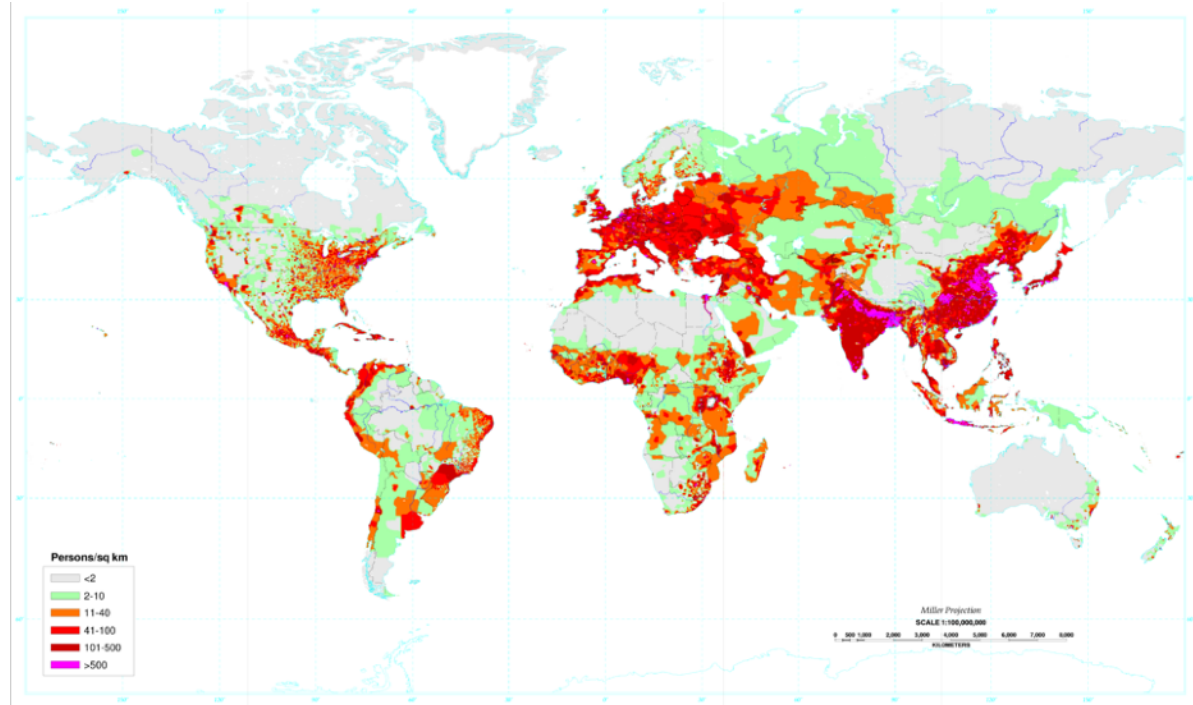 Persons/sq km
<2
2-10
11-40
41-100
101-500
>500
Miller Projection
SCALE 1:100,000,000
0 500 1,000 2,000 3,000 4,000 5,000 6,000 7,000 8,000
KILOMETERS